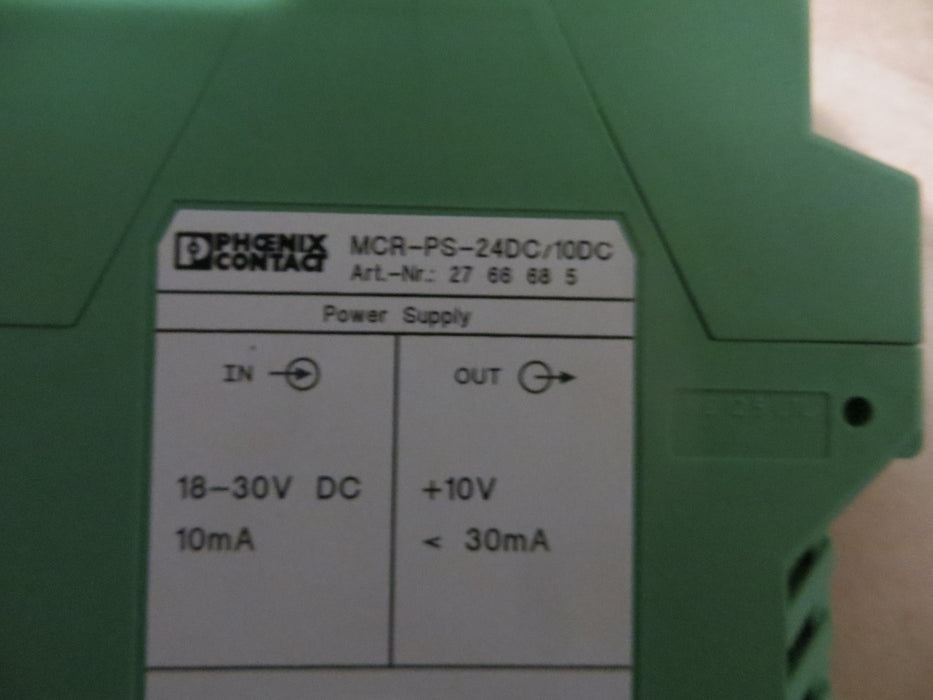 PHŒNIX CONTACT
MCR-PS-24DC/10DC
Art.-Nr.: 27 66 68 5
Power Supply
IN
OUT
18-30V DC
+10V
10mA
< 30mA